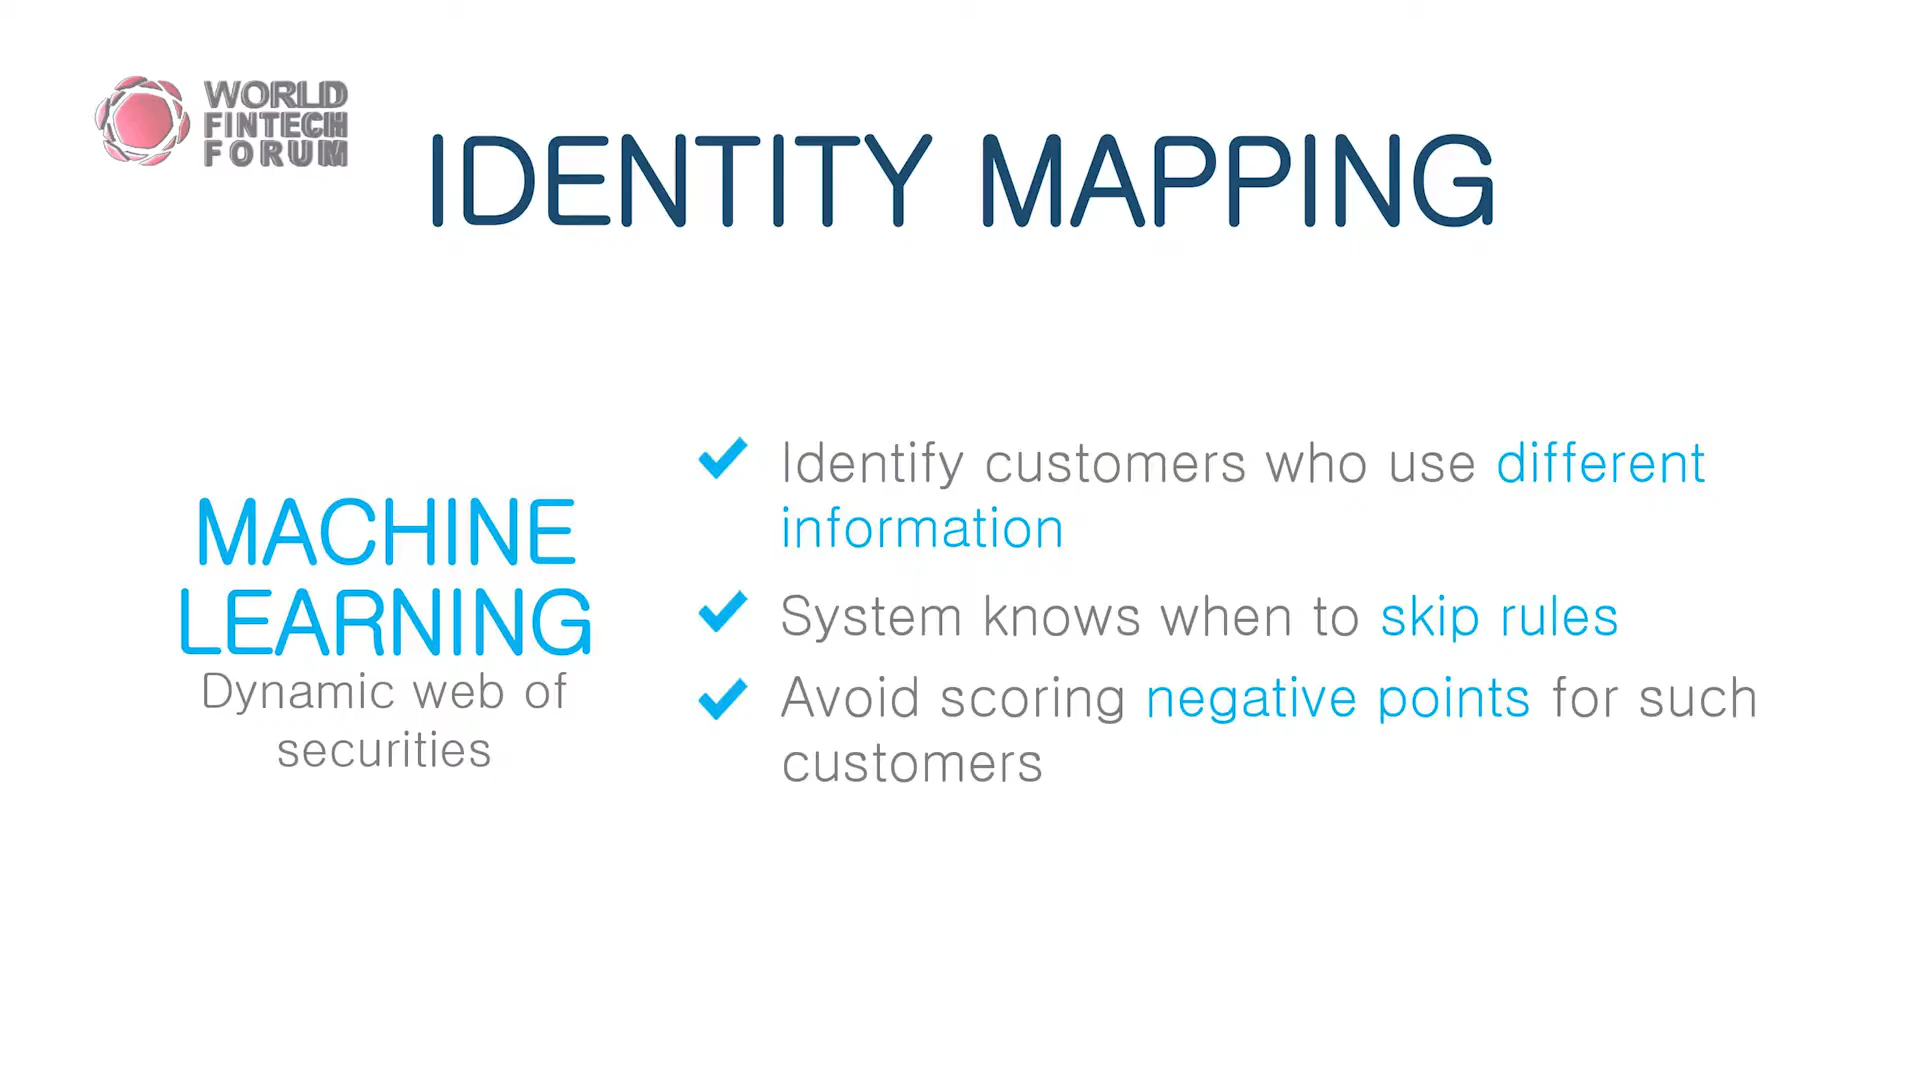 WORLD
FINTECH
FORUM
IDENTITY MAPPING
MACHINE
LEARNING
Dynamic web of
securities
Identify customers who use different
information
System knows when to skip rules
Avoid scoring negative points for such
customers